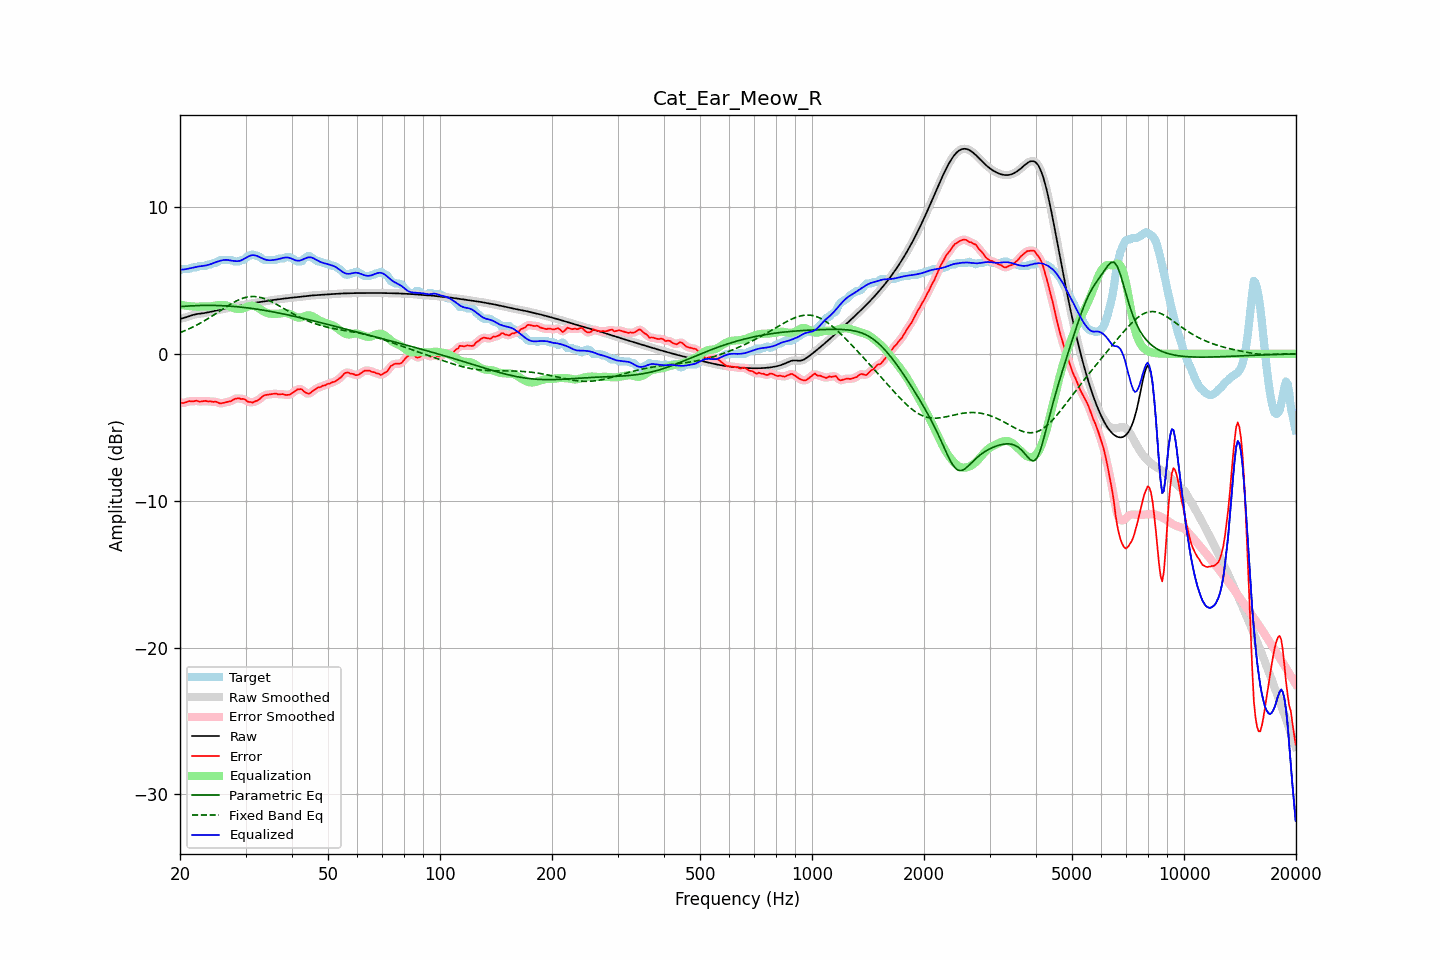 Cat_Ear_Meow_R
10
0
−10
−20
−30
Amplitude (dBr)
Target
Raw Smoothed
Error Smoothed
Raw
Error
Equalization
Parametric Eq
Fixed Band Eq
Equalized
20 50 100 200 500 1000 2000 5000 10000 20000
Frequency (Hz)